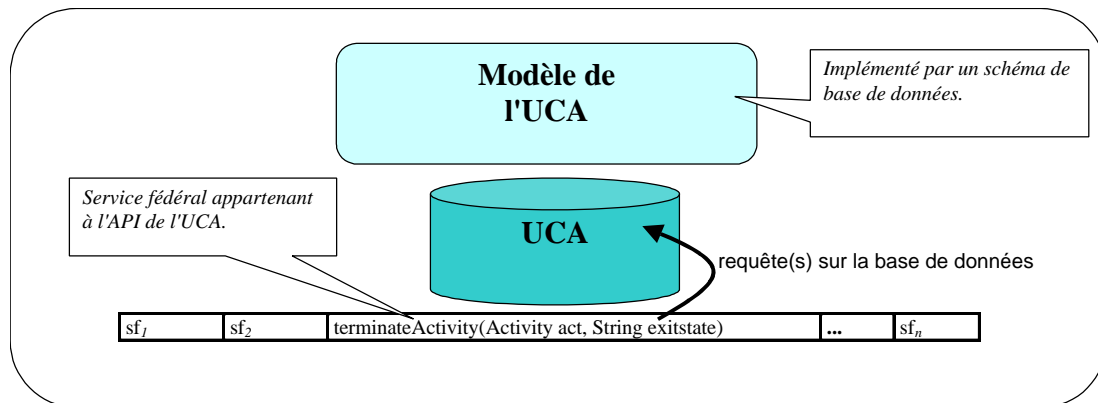 Modèle de
l'UCA
Implémenté par un schéma de
base de données.
Service fédéral appartenant
à l'API de l'UCA.
UCA
requête(s) sur la base de données
sf1 sf2 terminateActivity(Activity act, String exitstate) ... sfn